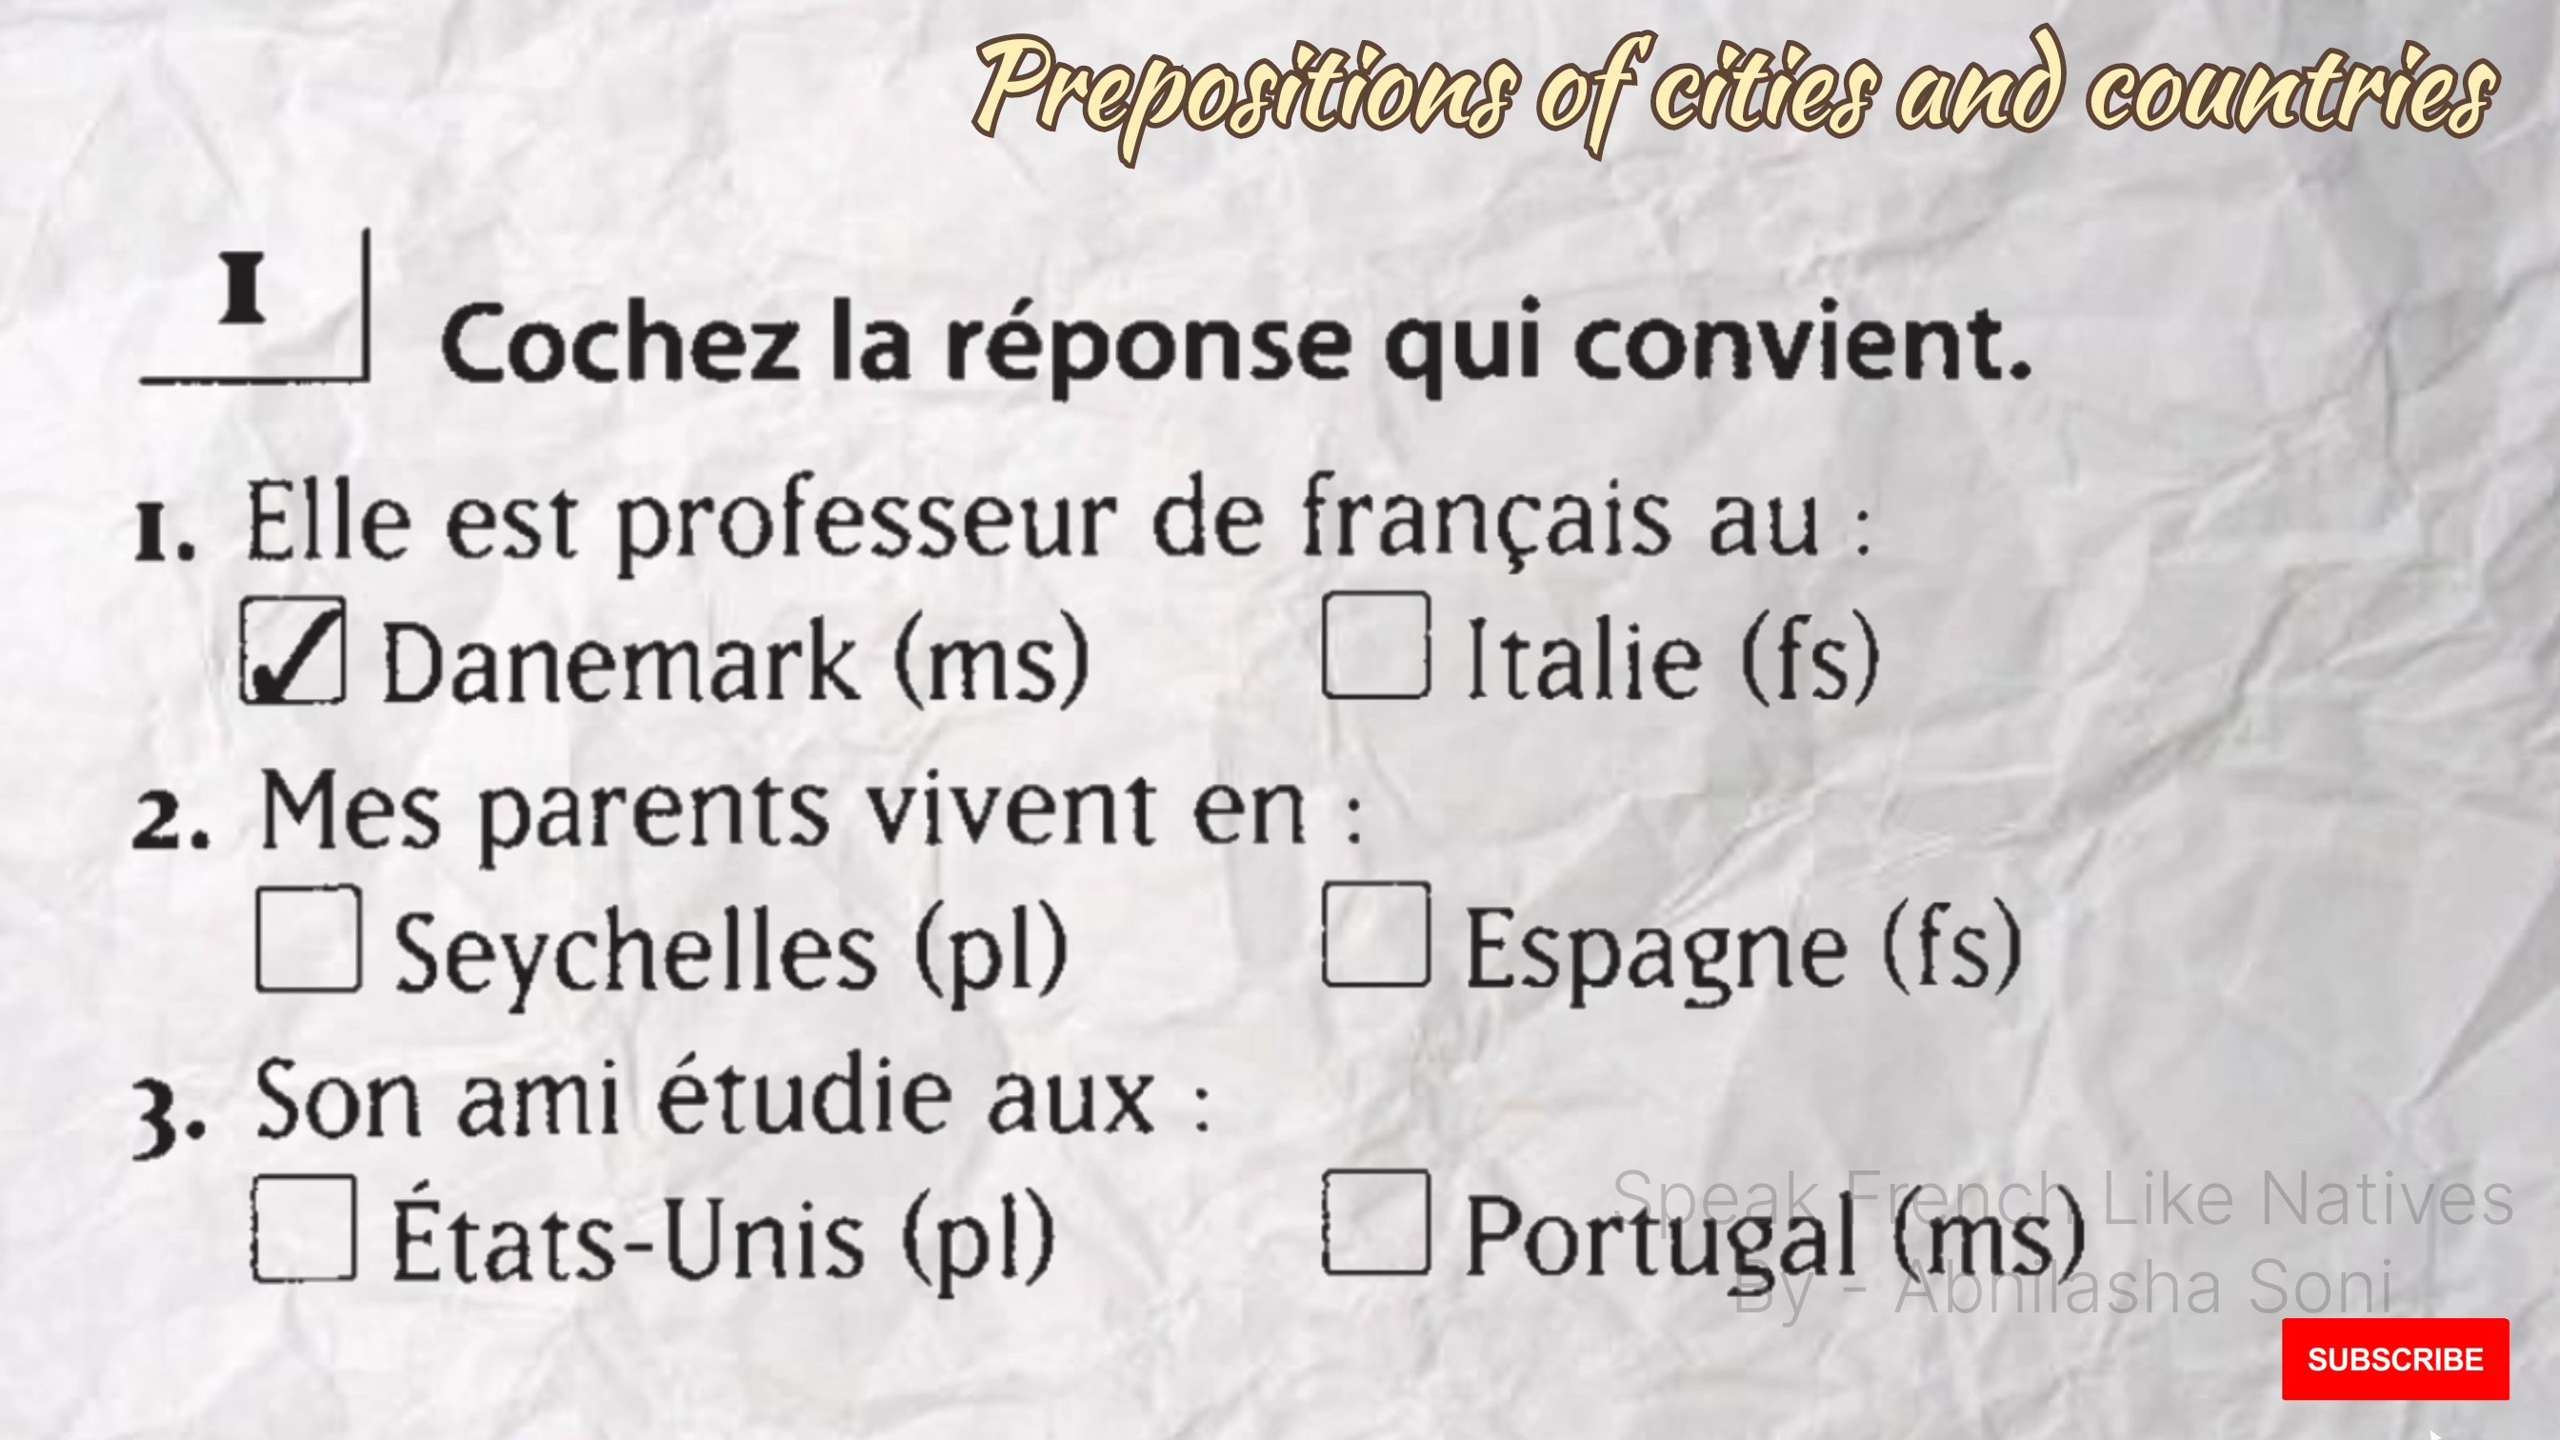 Prepositions of cities and countries
1 Cochez la réponse qui convient.
1. Elle est professeur de français au :
Danemark (ms) Italie (fs)
2. Mes parents vivent en :
Seychelles (pl) Espagne (fs)
3. Son ami étudie aux :
États-Unis (pl) Portugal (ms)
Speak French Like Natives
By - Abhilasha Soni
SUBSCRIBE